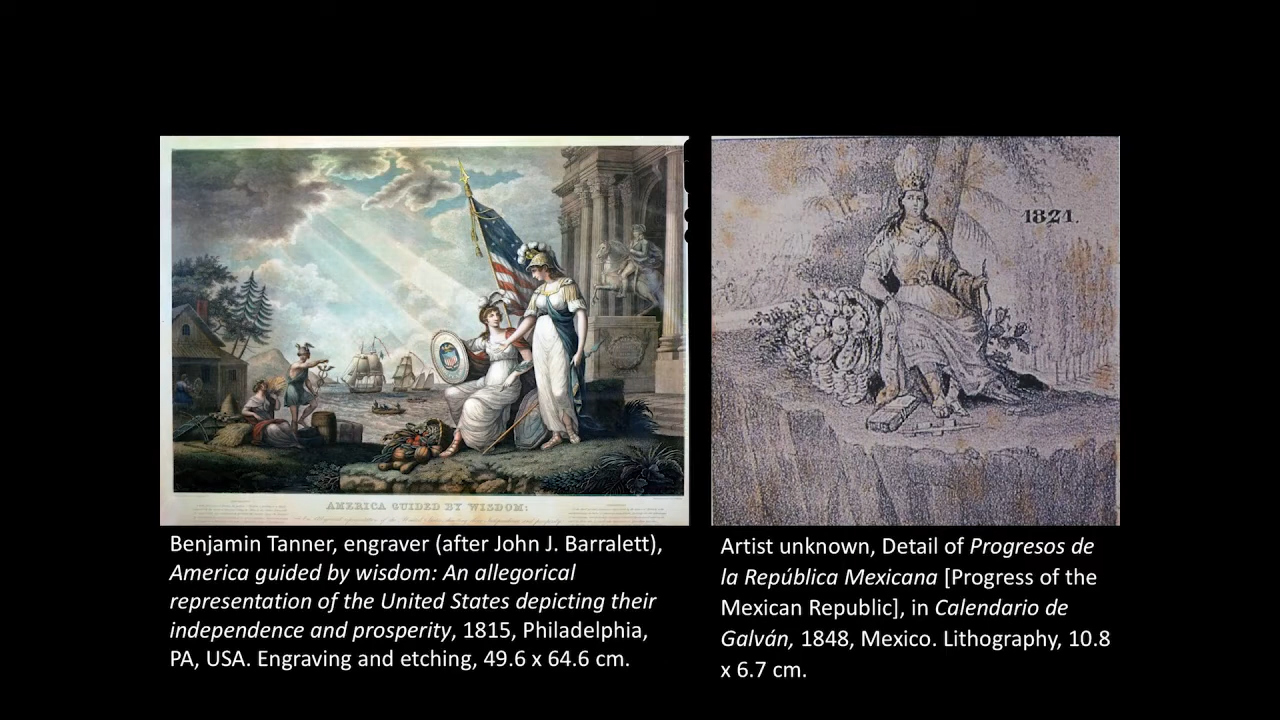 AMERICA GUIDED BY WISDOM:
1821.
Benjamin Tanner, engraver (after John J. Barralett),
America guided by wisdom: An allegorical
representation of the United States depicting their
independence and prosperity, 1815, Philadelphia,
PA, USA. Engraving and etching, 49.6 x 64.6 cm.
Artist unknown, Detail of Progresos de
la República Mexicana [Progress of the
Mexican Republic], in Calendario de
Galván, 1848, Mexico. Lithography, 10.8
x 6.7 cm.